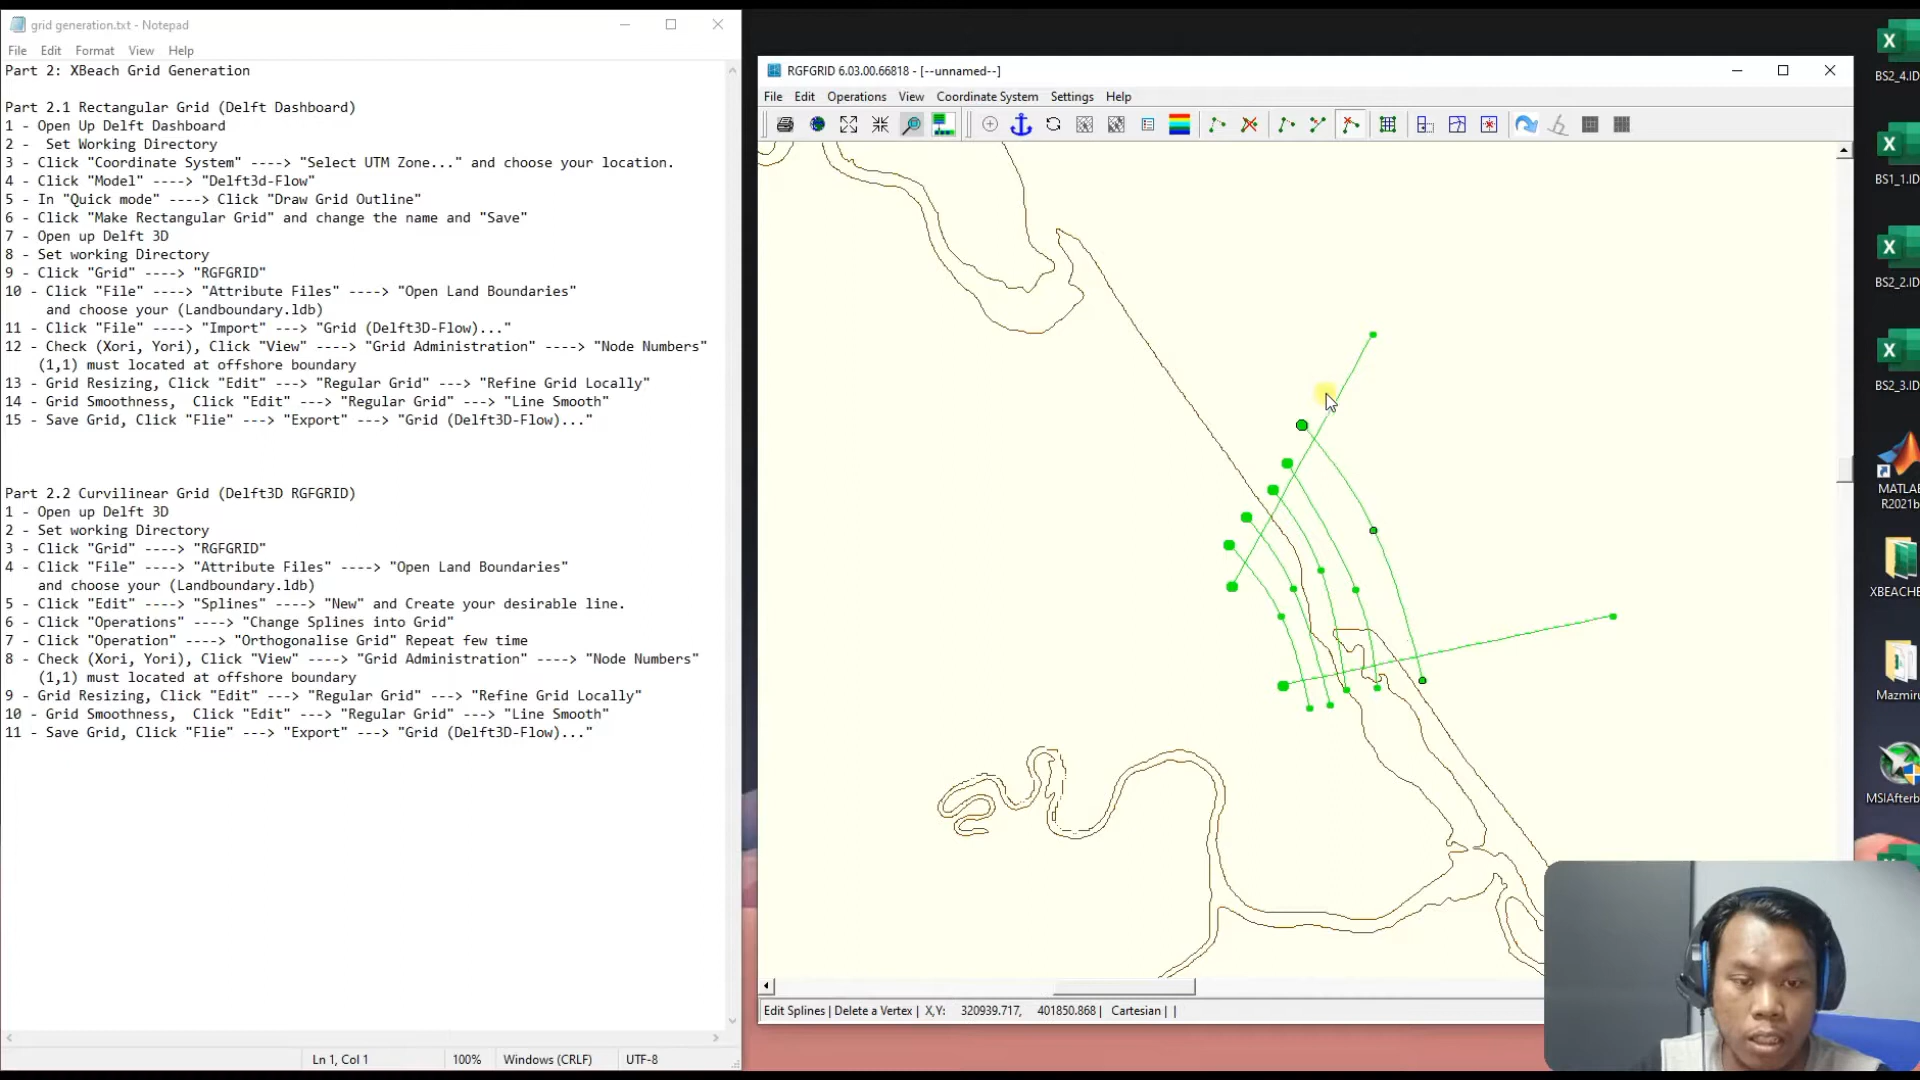 grid generation.txt - Notepad
File Edit Format View Help
Part 2: XBeach Grid Generation
Part 2.1 Rectangular Grid (Delft Dashboard)
1 - Open Up Delft Dashboard
2 -  Set Working Directory
3 - Click "Coordinate System" ----> "Select UTM Zone..." and choose your location.
4 - Click "Model" ----> "Delft3d-Flow"
5 - In "Quick mode" ----> Click "Draw Grid Outline"
6 - Click "Make Rectangular Grid" and change the name and "Save"
7 - Open up Delft 3D
8 - Set working Directory
9 - Click "Grid" ----> "RGFGRID"
10 - Click "File" ----> "Attribute Files" ----> "Open Land Boundaries"
and choose your (Landboundary.ldb)
11 - Click "File" ----> "Import" ---> "Grid (Delft3D-Flow)..."
12 - Check (Xori, Yori), Click "View" ----> "Grid Administration" ----> "Node Numbers"
(1,1) must located at offshore boundary
13 - Grid Resizing, Click "Edit" ---> "Regular Grid" ---> "Refine Grid Locally"
14 - Grid Smoothness,  Click "Edit" ---> "Regular Grid" ---> "Line Smooth"
15 - Save Grid, Click "Flie" ---> "Export" ---> "Grid (Delft3D-Flow)..."
Part 2.2 Curvilinear Grid (Delft3D RGFGRID)
1 - Open up Delft 3D
2 - Set working Directory
3 - Click "Grid" ----> "RGFGRID"
4 - Click "File" ----> "Attribute Files" ----> "Open Land Boundaries"
and choose your (Landboundary.ldb)
5 - Click "Edit" ----> "Splines" ----> "New" and Create your desirable line.
6 - Click "Operations" ----> "Change Splines into Grid"
7 - Click "Operation" ----> "Orthogonalise Grid" Repeat few time
8 - Check (Xori, Yori), Click "View" ----> "Grid Administration" ----> "Node Numbers"
(1,1) must located at offshore boundary
9 - Grid Resizing, Click "Edit" ---> "Regular Grid" ---> "Refine Grid Locally"
10 - Grid Smoothness,  Click "Edit" ---> "Regular Grid" ---> "Line Smooth"
11 - Save Grid, Click "Flie" ---> "Export" ---> "Grid (Delft3D-Flow)..."
Ln 1, Col 1 100% Windows (CRLF) UTF-8
RGFGRID 6.03.00.66818 - [--unnamed--]
File Edit Operations View Coordinate System Settings Help
Edit Splines | Delete a Vertex | X,Y: 320939.717, 401850.868 | Cartesian | |
BS2_4.ID
BS1_1.ID
BS2_2.ID
BS2_3.ID
MATLAB
R2021b
XBEACHE
Mazmiru
MSIAfterb